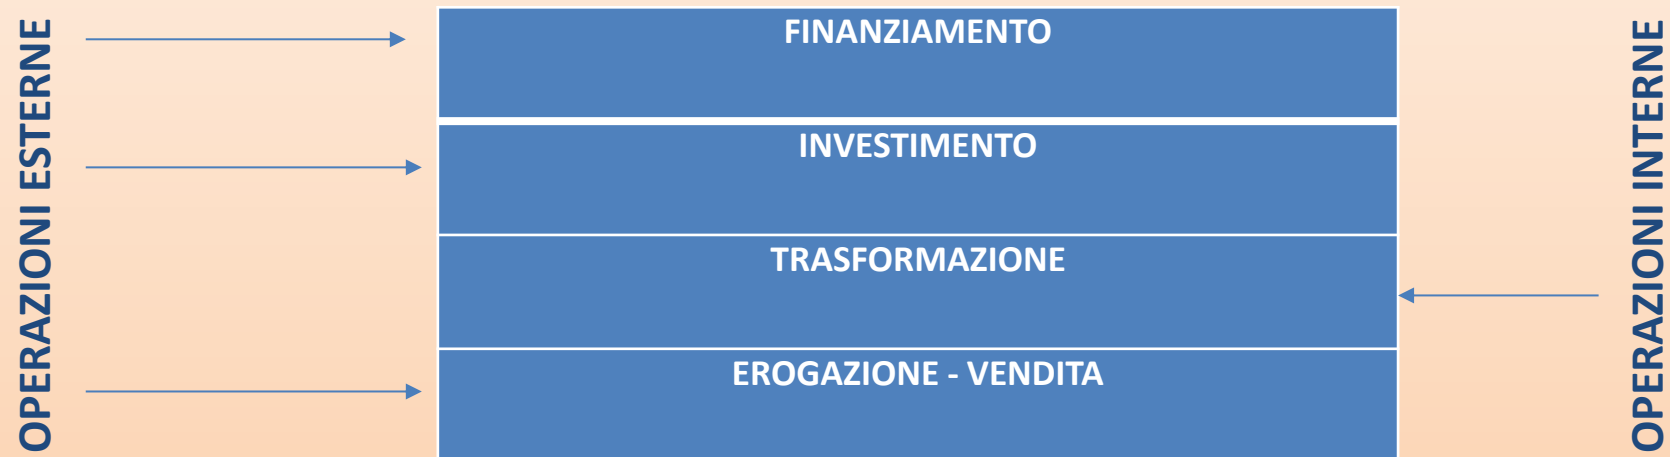 OPERAZIONI ESTERNE
FINANZIAMENTO
INVESTIMENTO
TRASFORMAZIONE
EROGAZIONE - VENDITA
OPERAZIONI INTERNE